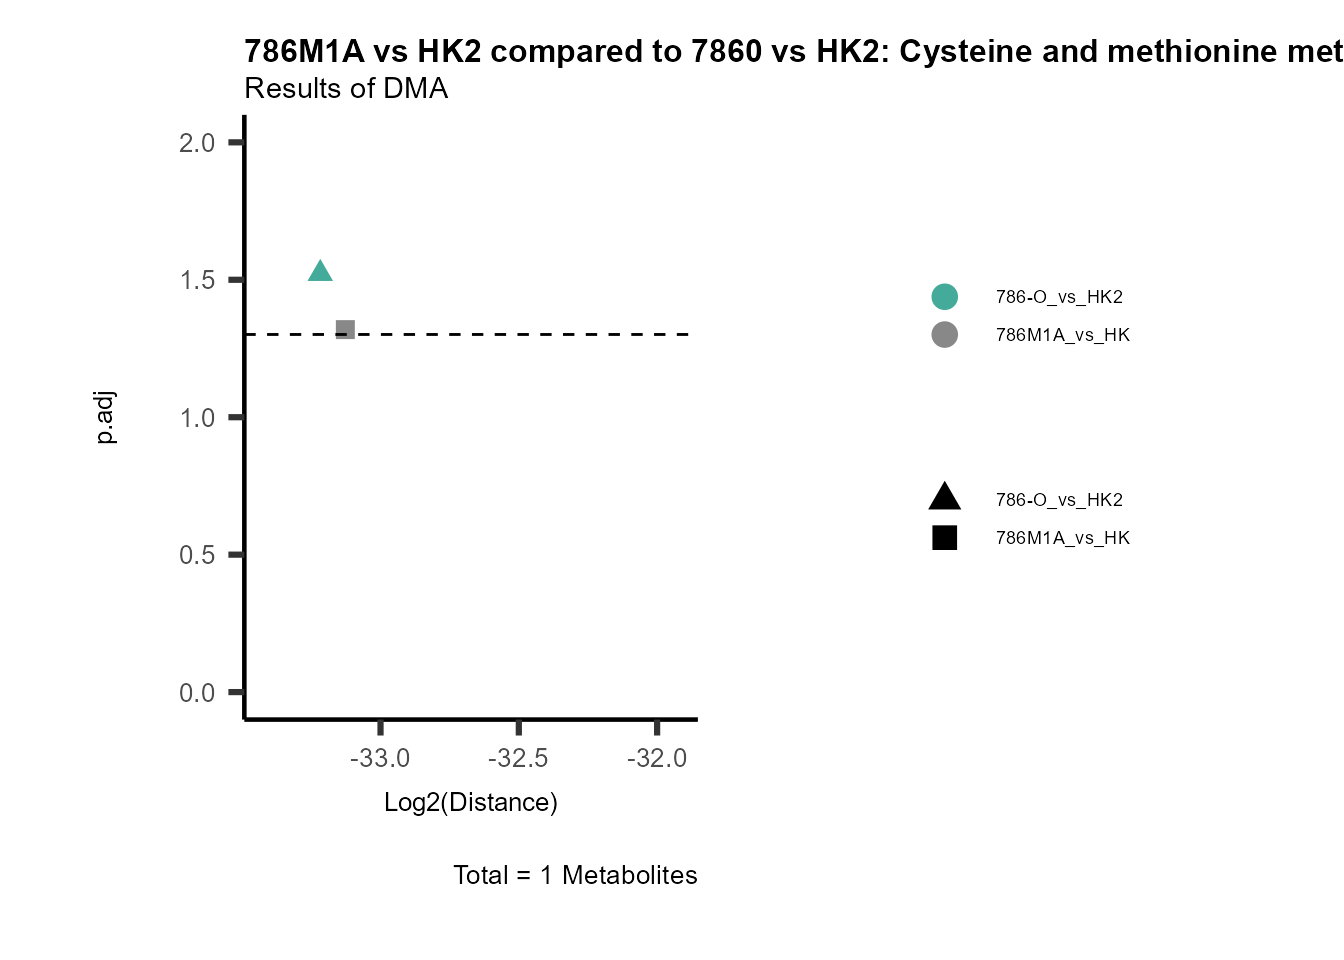 786M1A vs HK2 compared to 7860 vs HK2: Cysteine and methionine met
Results of DMA
2.0
1.5
1.0
0.5
0.0
p.adj
-33.0 -32.5 -32.0
Log2(Distance)
Total = 1 Metabolites
786-O_vs_HK2
786M1A_vs_HK
786-O_vs_HK2
786M1A_vs_HK